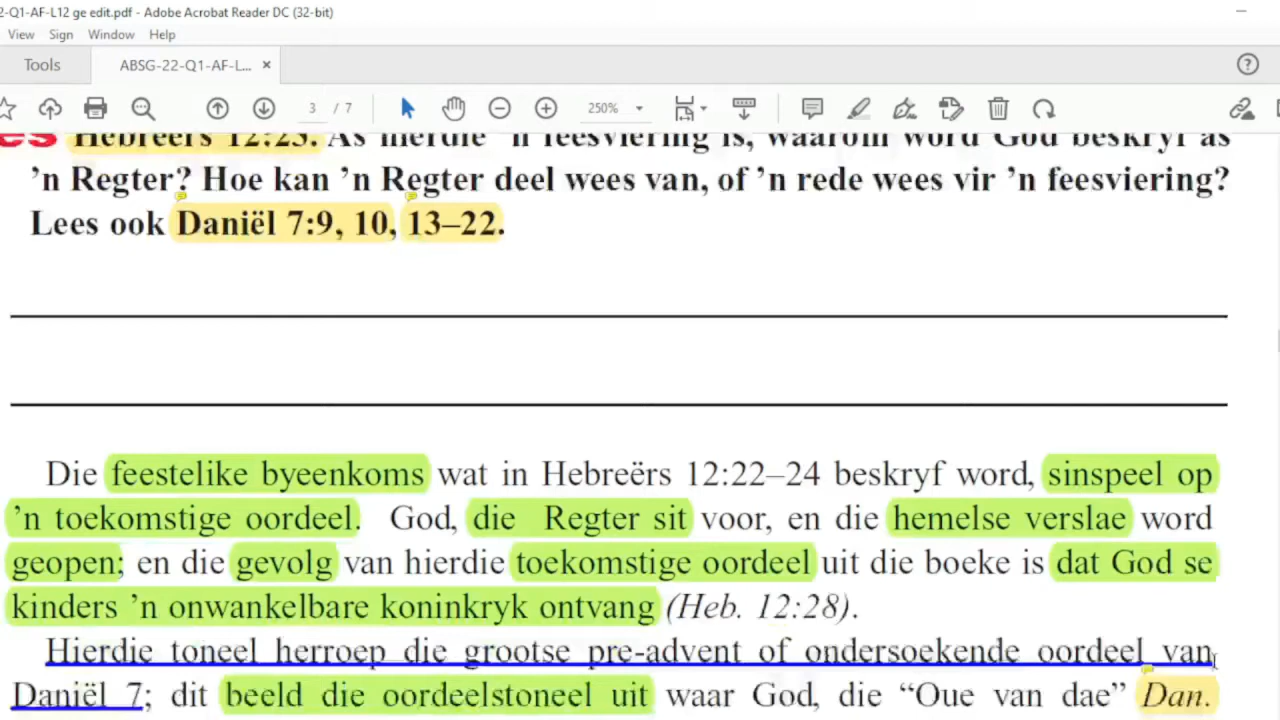 2-Q1-AF-L12 ge edit.pdf - Adobe Acrobat Reader DC (32-bit)
View Sign Window Help
Tools ABSG-22-Q1-AF-L... ×
3 / 7 250%
es Hebreërs 12:23. As hierdie ’n feesviering is, waarom word God beskryf as
’n Regter? Hoe kan ’n Regter deel wees van, of ’n rede wees vir ’n feesviering?
Lees ook Daniël 7:9, 10, 13–22.
Die feestelike byeenkoms wat in Hebreërs 12:22–24 beskryf word, sinspeel op
’n toekomstige oordeel. God, die Regter sit voor, en die hemelse verslae word
geopen; en die gevolg van hierdie toekomstige oordeel uit die boeke is dat God se
kinders ’n onwankelbare koninkryk ontvang (Heb. 12:28).
Hierdie toneel herroep die grootse pre-advent of ondersoekende oordeel van
Daniël 7; dit beeld die oordeelstoneel uit waar God, die “Oue van dae” Dan.